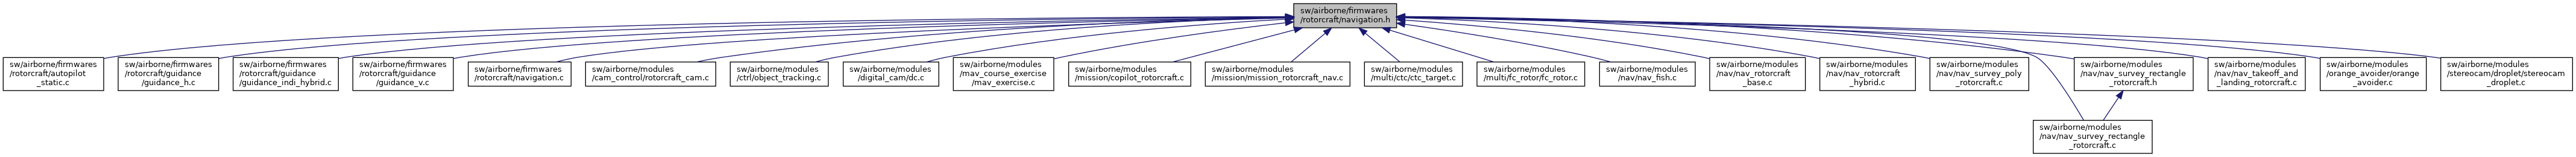 sw/airborne/firmwares
/rotorcraft/navigation.h
sw/airborne/firmwares
/rotorcraft/autopilot
_static.c
sw/airborne/firmwares
/rotorcraft/guidance
/guidance_h.c
sw/airborne/firmwares
/rotorcraft/guidance
/guidance_indi_hybrid.c
sw/airborne/firmwares
/rotorcraft/guidance
/guidance_v.c
sw/airborne/firmwares
/rotorcraft/navigation.c
sw/airborne/modules
/cam_control/rotorcraft_cam.c
sw/airborne/modules
/ctrl/object_tracking.c
sw/airborne/modules
/digital_cam/dc.c
sw/airborne/modules
/mav_course_exercise
/mav_exercise.c
sw/airborne/modules
/mission/copilot_rotorcraft.c
sw/airborne/modules
/mission/mission_rotorcraft_nav.c
sw/airborne/modules
/multi/ctc/ctc_target.c
sw/airborne/modules
/multi/fc_rotor/fc_rotor.c
sw/airborne/modules
/nav/nav_fish.c
sw/airborne/modules
/nav/nav_rotorcraft
_base.c
sw/airborne/modules
/nav/nav_rotorcraft
_hybrid.c
sw/airborne/modules
/nav/nav_survey_poly
_rotorcraft.c
sw/airborne/modules
/nav/nav_survey_rectangle
_rotorcraft.h
sw/airborne/modules
/nav/nav_takeoff_and
_landing_rotorcraft.c
sw/airborne/modules
/orange_avoider/orange
_avoider.c
sw/airborne/modules
/stereocam/droplet/stereocam
_droplet.c
sw/airborne/modules
/nav/nav_survey_rectangle
_rotorcraft.c